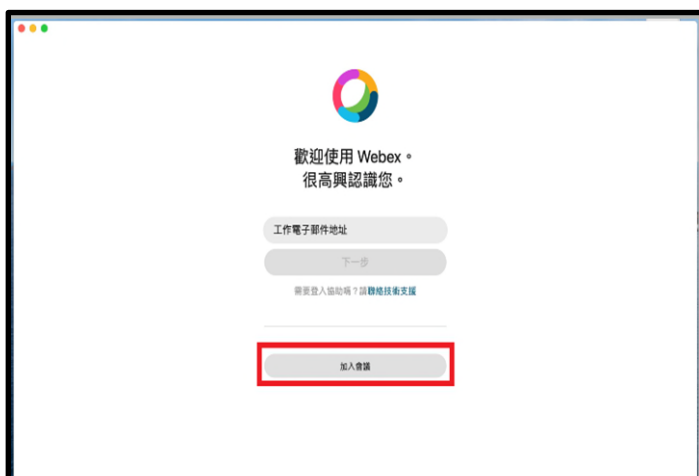 歡迎使用 Webex。
很高興認識您。
工作電子郵件地址
下一步
需要登入協助嗎？請聯絡技術支援
加入會議